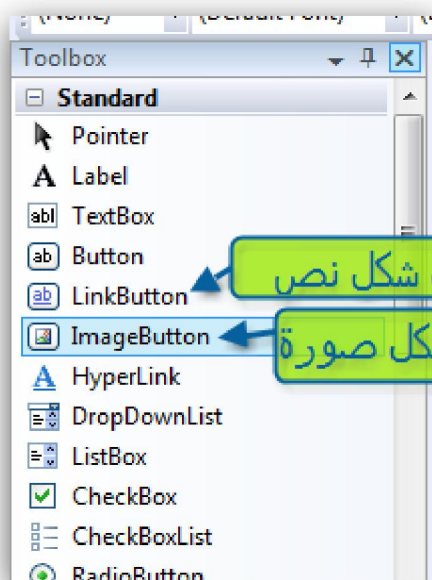 (None)
(Default Font)
Toolbox
Standard
Pointer
A Label
abl TextBox
ab Button
شكل نص
ab LinkButton
ImageButton
صورة
A HyperLink
DropDownList
ListBox
CheckBox
CheckBoxList
RadioButton